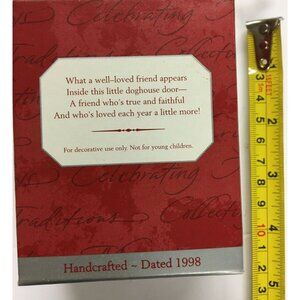 What a well–loved friend appears
Inside this little doghouse door—
A friend who's true and faithful
And who's loved each year a little more!
For decorative use only. Not for young children.
Celebrating
Traditions
Handcrafted ~ Dated 1998